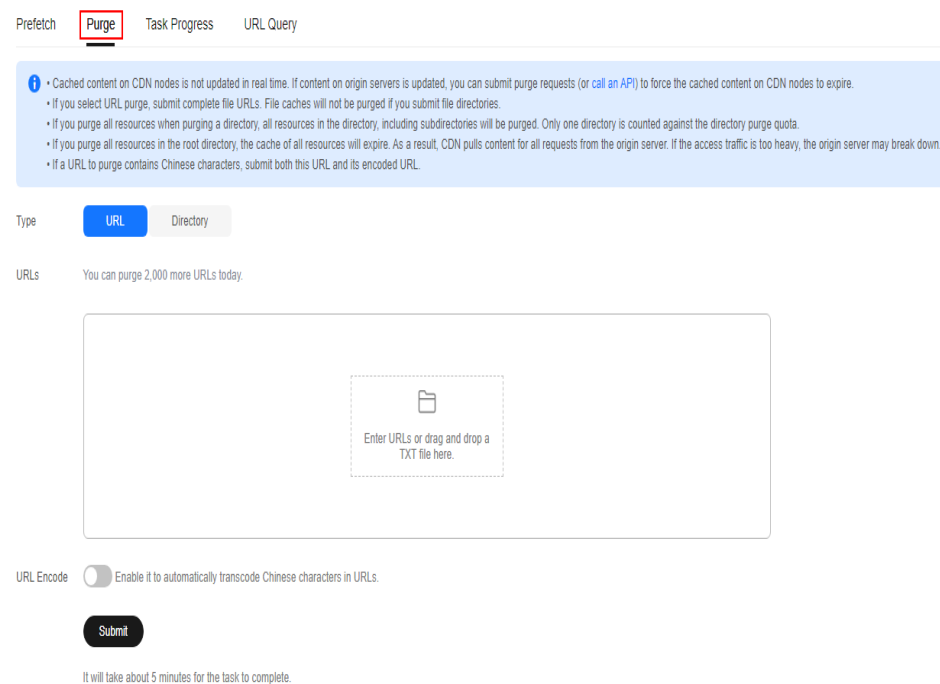 Prefetch Purge Task Progress URL Query
• Cached content on CDN nodes is not updated in real time. If content on origin servers is updated, you can submit purge requests (or call an API) to force the cached content on CDN nodes to expire.
• If you select URL purge, submit complete file URLs. File caches will not be purged if you submit file directories.
• If you purge all resources when purging a directory, all resources in the directory, including subdirectories will be purged. Only one directory is counted against the directory purge quota.
• If you purge all resources in the root directory, the cache of all resources will expire. As a result, CDN pulls content for all requests from the origin server. If the access traffic is too heavy, the origin server may break down.
• If a URL to purge contains Chinese characters, submit both this URL and its encoded URL.
Type URL Directory
URLs You can purge 2,000 more URLs today.
Enter URLs or drag and drop a
TXT file here.
URL Encode Enable it to automatically transcode Chinese characters in URLs.
Submit
It will take about 5 minutes for the task to complete.